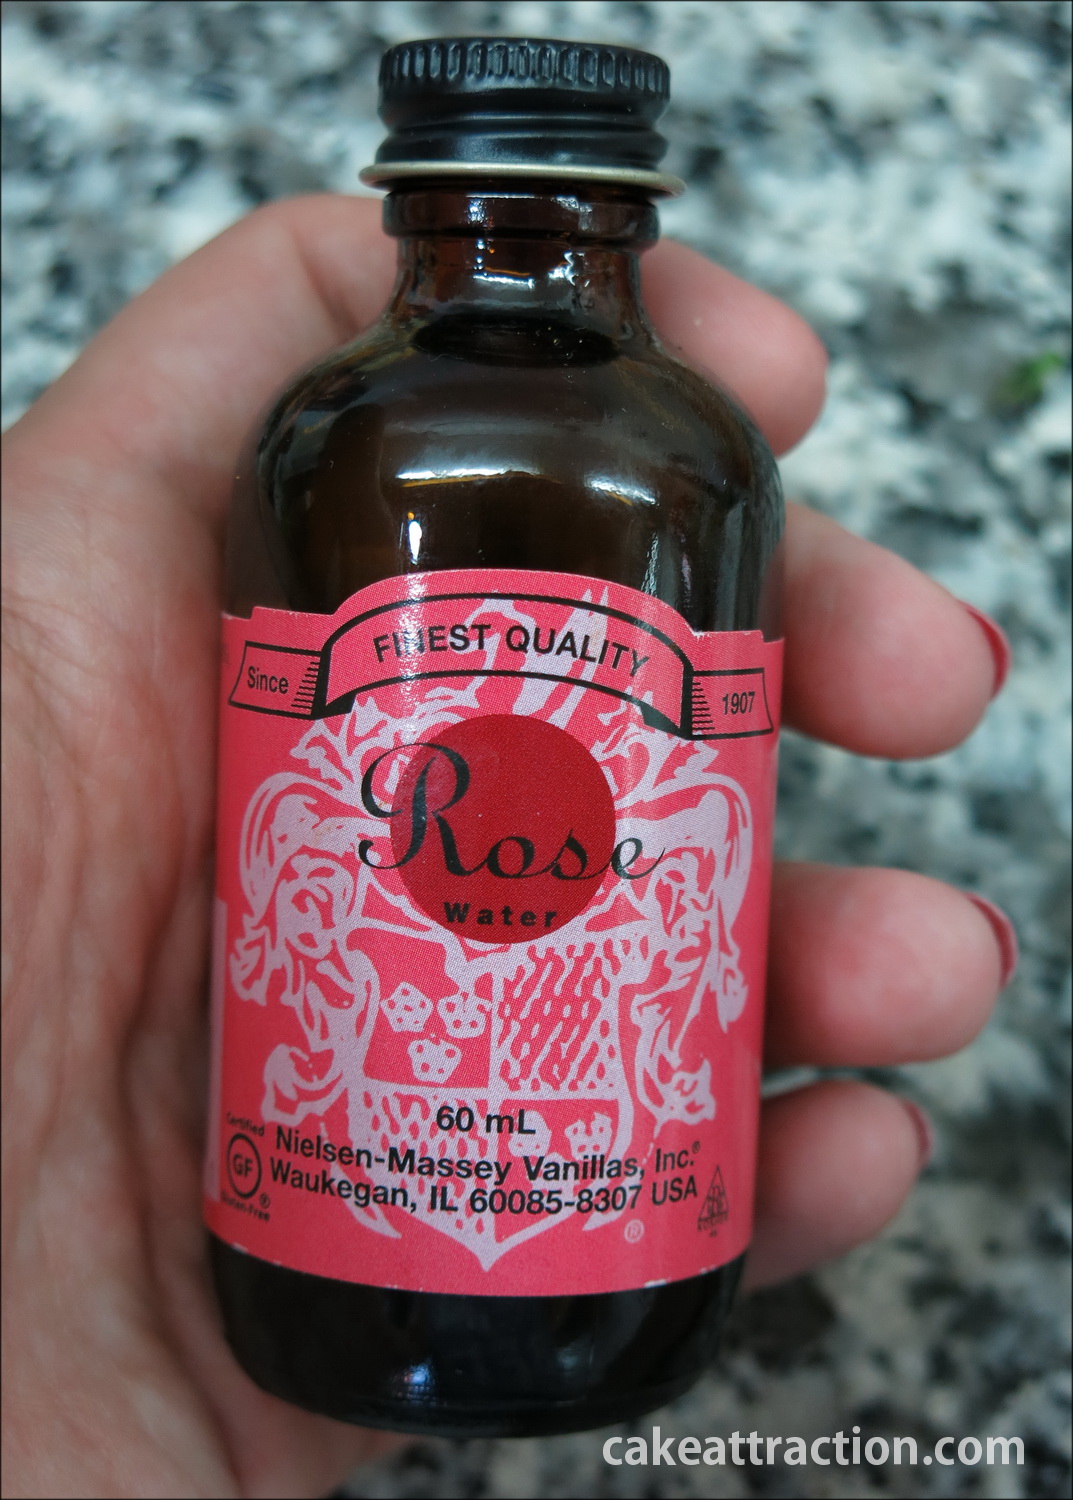 FINEST QUALITY
Since
1907
Rose
Water
60 mL
Certified
GF
Gluten-Free
®
Nielsen-Massey Vanillas, Inc.®
Waukegan, IL 60085-8307 USA
®
cakeattraction.com